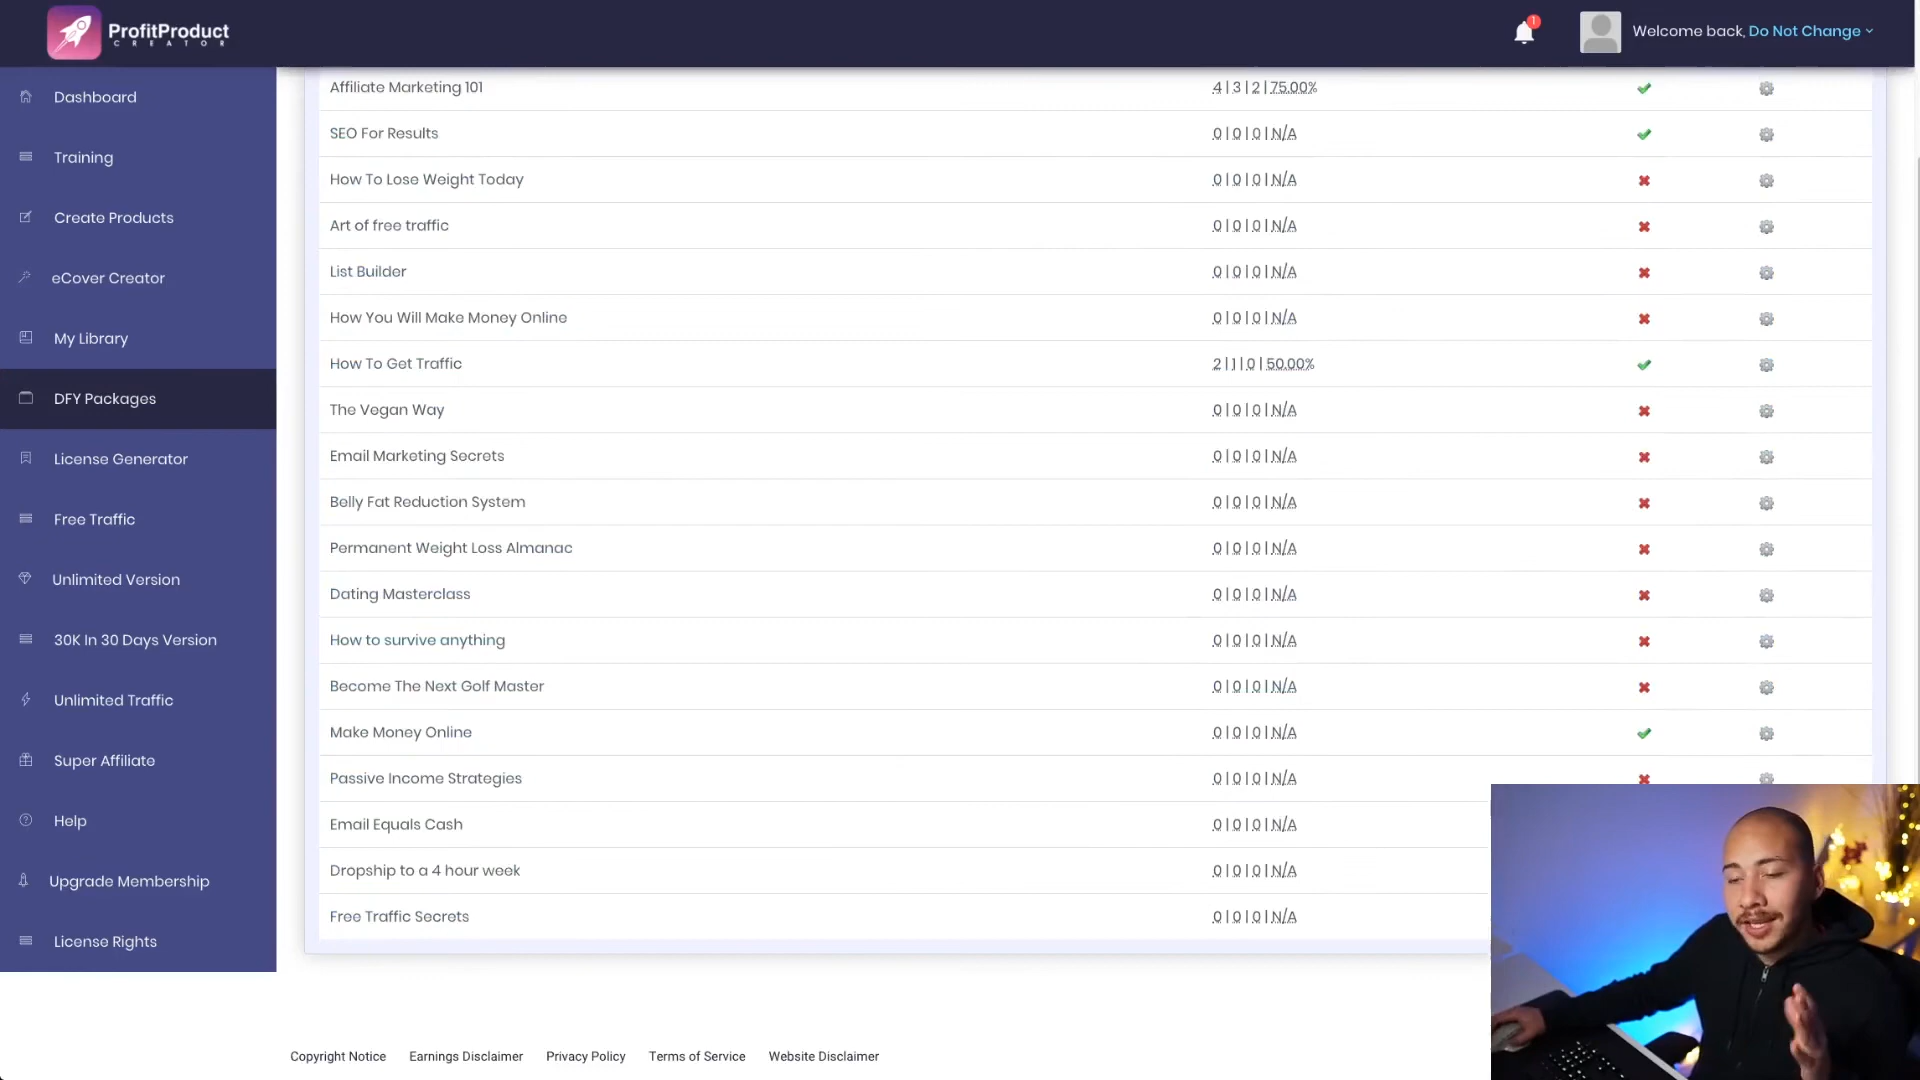 ProfitProduct
CREATOR
1
Welcome back, Do Not Change
Dashboard
Training
Create Products
eCover Creator
My Library
DFY Packages
License Generator
Free Traffic
Unlimited Version
30K In 30 Days Version
Unlimited Traffic
Super Affiliate
Help
Upgrade Membership
License Rights
Affiliate Marketing 101 4 | 3 | 2 | 75.00%
SEO For Results 0 | 0 | 0 | N/A
How To Lose Weight Today 0 | 0 | 0 | N/A
Art of free traffic 0 | 0 | 0 | N/A
List Builder 0 | 0 | 0 | N/A
How You Will Make Money Online 0 | 0 | 0 | N/A
How To Get Traffic 2 | 1 | 0 | 50.00%
The Vegan Way 0 | 0 | 0 | N/A
Email Marketing Secrets 0 | 0 | 0 | N/A
Belly Fat Reduction System 0 | 0 | 0 | N/A
Permanent Weight Loss Almanac 0 | 0 | 0 | N/A
Dating Masterclass 0 | 0 | 0 | N/A
How to survive anything 0 | 0 | 0 | N/A
Become The Next Golf Master 0 | 0 | 0 | N/A
Make Money Online 0 | 0 | 0 | N/A
Passive Income Strategies 0 | 0 | 0 | N/A
Email Equals Cash 0 | 0 | 0 | N/A
Dropship to a 4 hour week 0 | 0 | 0 | N/A
Free Traffic Secrets 0 | 0 | 0 | N/A
Copyright Notice Earnings Disclaimer Privacy Policy Terms of Service Website Disclaimer